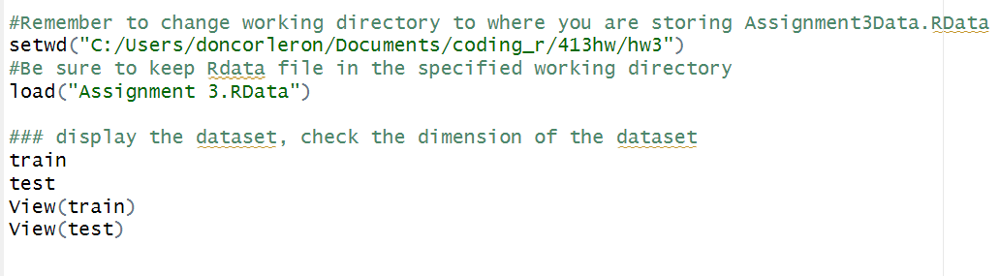 #Remember to change working directory to where you are storing Assignment3Data.RData
setwd("C:/Users/doncorleron/Documents/coding_r/413hw/hw3")
#Be sure to keep Rdata file in the specified working directory
load("Assignment 3.RData")
### display the dataset, check the dimension of the dataset
train
test
View(train)
View(test)